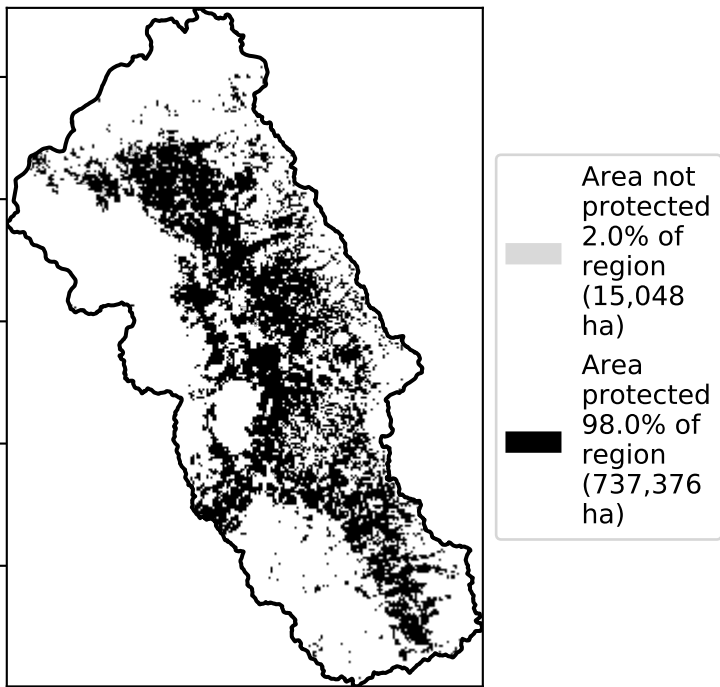 Area not
protected
2.0% of
region
(15,048
ha)
Area
protected
98.0% of
region
(737,376
ha)